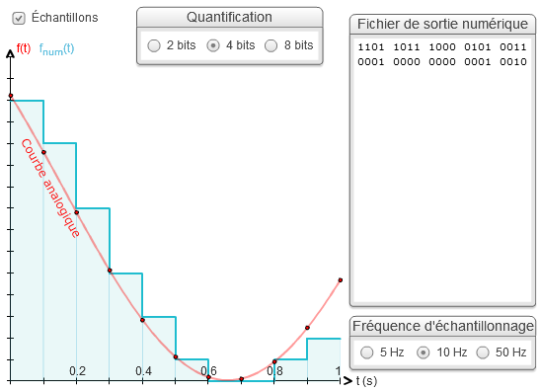 Échantillons
Quantification
2 bits 4 bits 8 bits
Fichier de sortie numérique
1101 1011 1000 0101 0011
0001 0000 0000 0001 0010
f(t) fnum(t)
Courbe analogique
0.2 0.4 0.6 0.8 1
t (s)
Fréquence d'échantillonnage
5 Hz 10 Hz 50 Hz